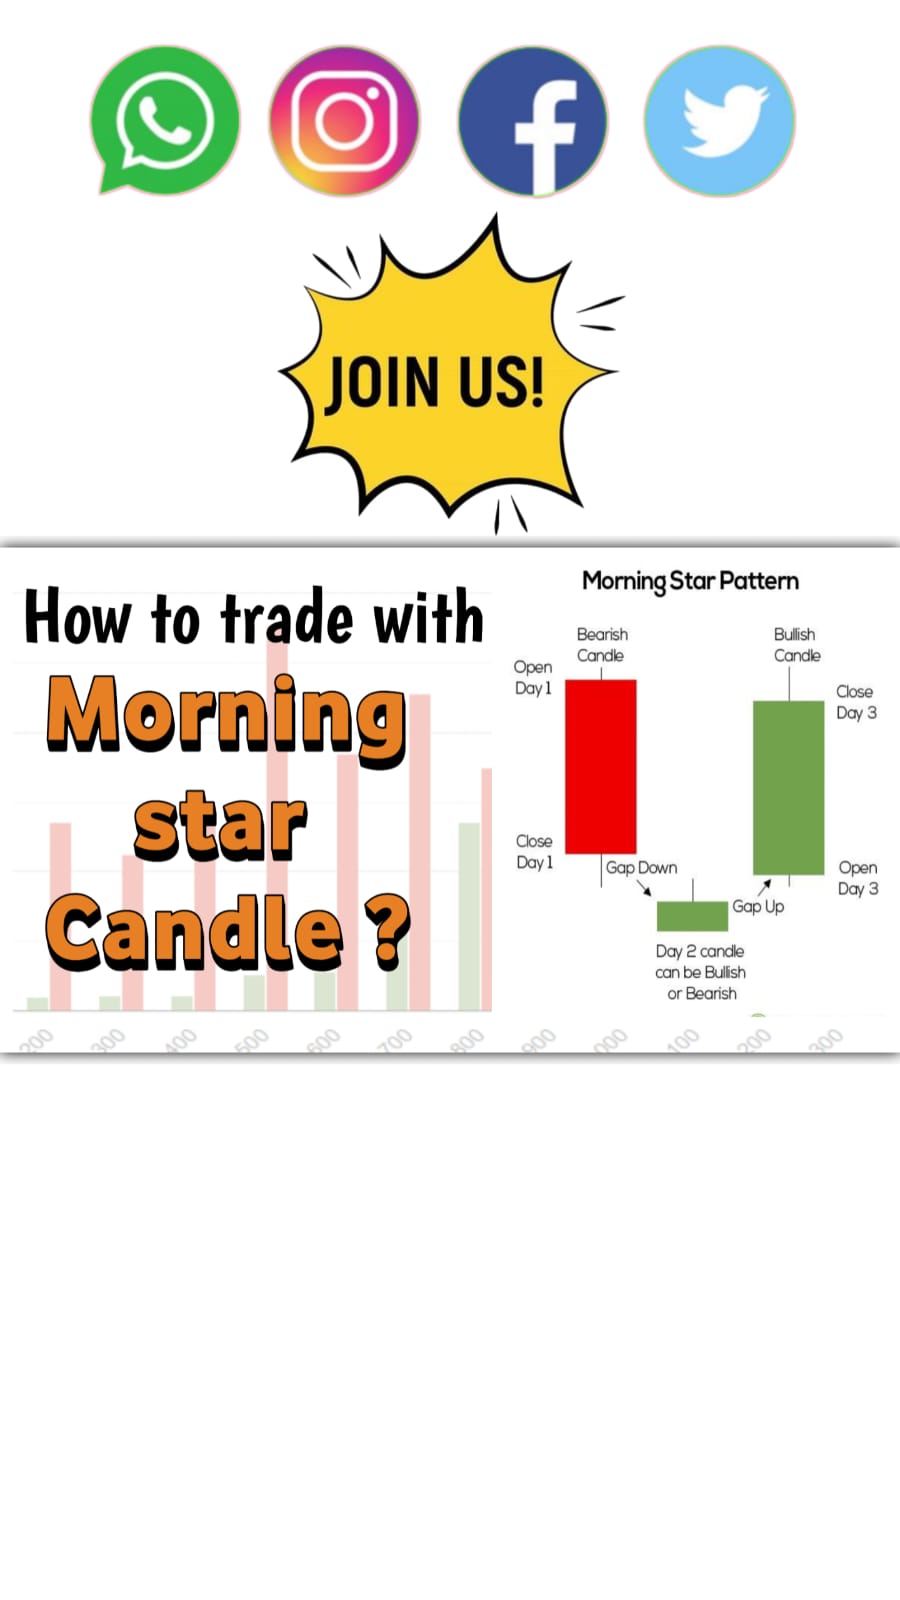 JOIN US!
How to trade with
Morning
star
Candle ?
Morning Star Pattern
Bearish
Candle
Bullish
Candle
Open
Day 1
Close
Day 3
Close
Day 1
Gap Down
Open
Day 3
Gap Up
Day 2 candle
can be Bullish
or Bearish
200
300
400
500
600
700
800
900
000
100
200
300